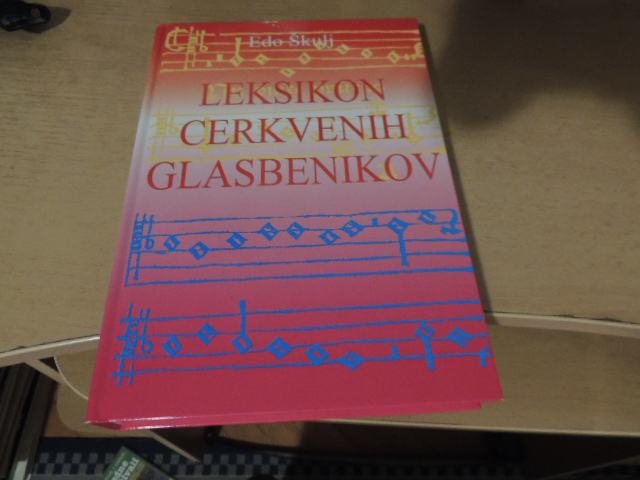 Edo Škulj
LEKSIKON
CERKVENIH
GLASBENIKOV